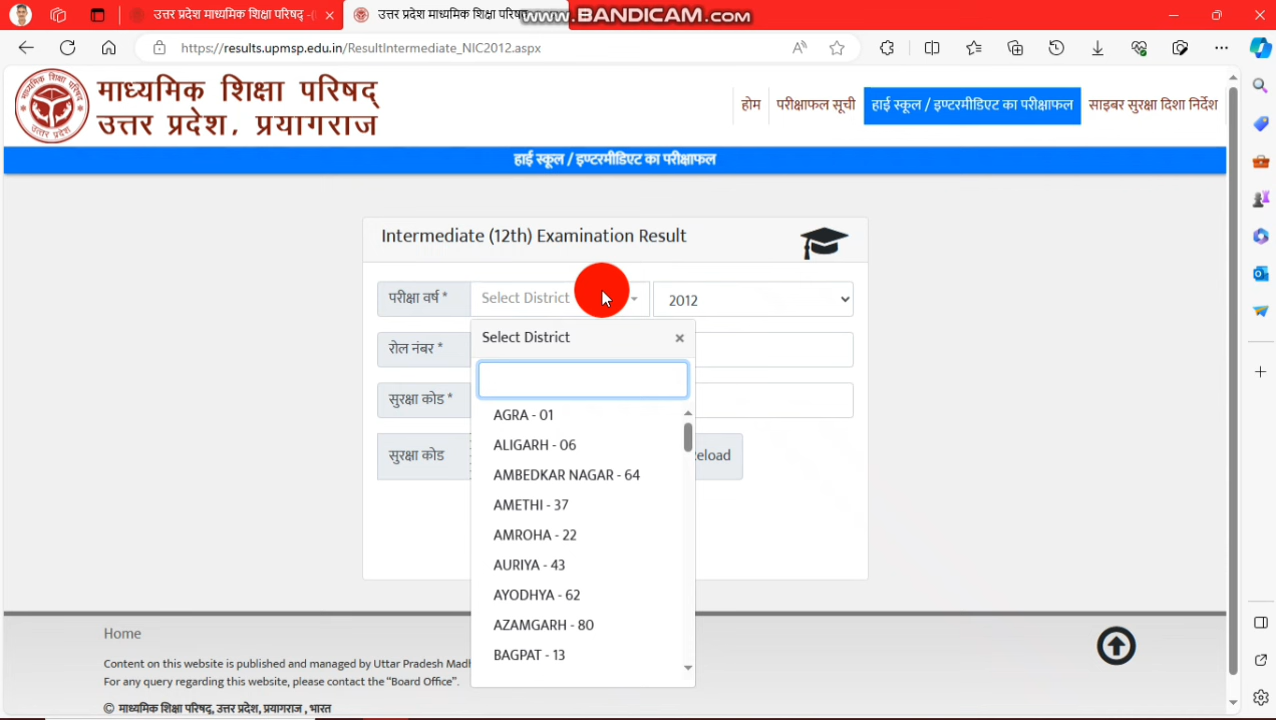 उत्तर प्रदेश माध्यमिक शिक्षा परिषद् -(
उत्तर प्रदेश माध्यमिक शिक्षा परिषद्
www.BANDICAM.com
https://results.upmsp.edu.in/ResultIntermediate_NIC2012.aspx
माध्यमिक शिक्षा परिषद्
उत्तर प्रदेश, प्रयागराज
होम
परीक्षाफल सूची
हाई स्कूल / इण्टरमीडिएट का परीक्षाफल
साइबर सुरक्षा दिशा निर्देश
हाई स्कूल / इण्टरमीडिएट का परीक्षाफल
Intermediate (12th) Examination Result
परीक्षा वर्ष *
Select District
2012
Select District
×
रोल नंबर *
सुरक्षा कोड *
AGRA - 01
ALIGARH - 06
सुरक्षा कोड
eload
AMBEDKAR NAGAR - 64
AMETHI - 37
AMROHA - 22
AURIYA - 43
AYODHYA - 62
AZAMGARH - 80
BAGPAT - 13
Home
Content on this website is published and managed by Uttar Pradesh Madh
For any query regarding this website, please contact the "Board Office".
© माध्यमिक शिक्षा परिषद्, उत्तर प्रदेश, प्रयागराज , भारत